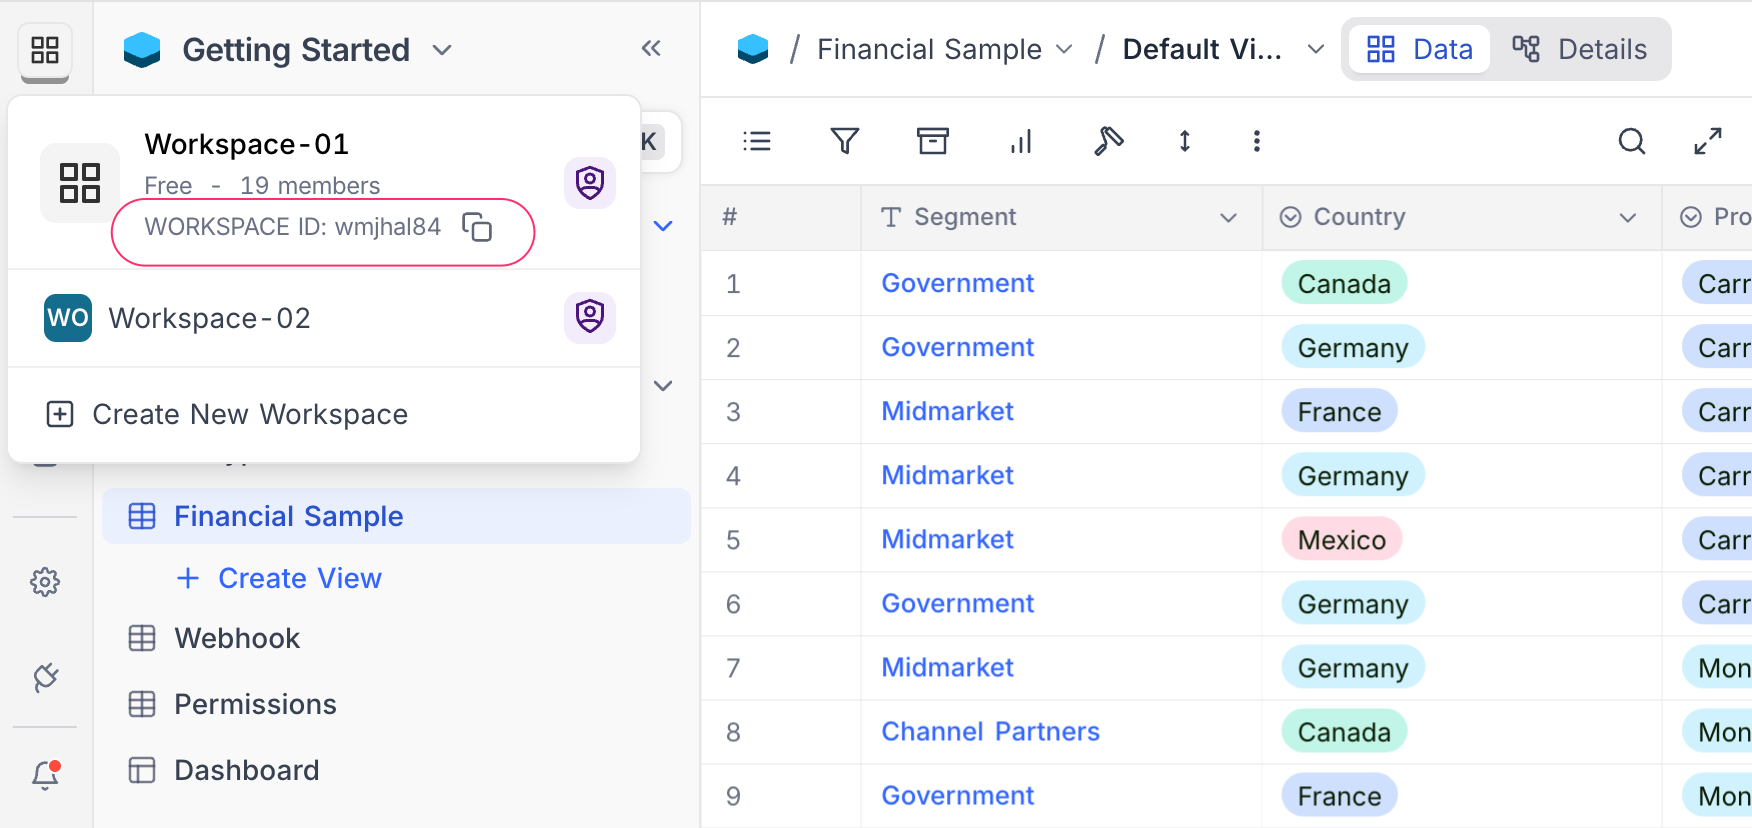 Getting Started
/ Financial Sample / Default Vi... Data Details
Workspace-01
Free - 19 members
WORKSPACE ID: wmjhal84
K
WO Workspace-02
Create New Workspace
Financial Sample
+ Create View
Webhook
Permissions
Dashboard
# Segment Country Pro
1 Government Canada Carr
2 Government Germany Carr
3 Midmarket France Carr
4 Midmarket Germany Carr
5 Midmarket Mexico Carr
6 Government Germany Carr
7 Midmarket Germany Mon
8 Channel Partners Canada Mon
9 Government France Mon